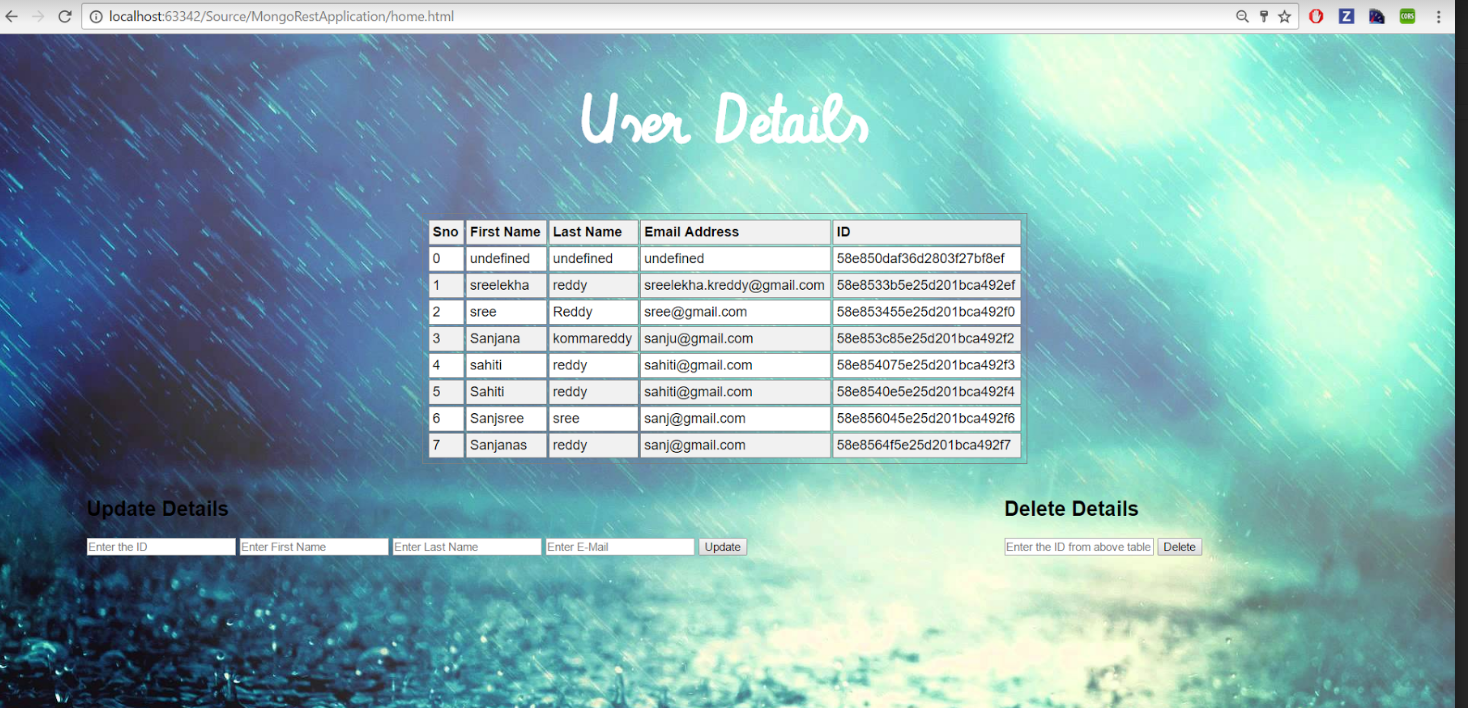 localhost:63342/Source/MongoRestApplication/home.html
CORS
User Details
Sno First Name Last Name Email Address ID
0 undefined undefined undefined 58e850daf36d2803f27bf8ef
1 sreelekha reddy sreelekha.kreddy@gmail.com 58e8533b5e25d201bca492ef
2 sree Reddy sree@gmail.com 58e853455e25d201bca492f0
3 Sanjana kommareddy sanju@gmail.com 58e853c85e25d201bca492f2
4 sahiti reddy sahiti@gmail.com 58e854075e25d201bca492f3
5 Sahiti reddy sahiti@gmail.com 58e8540e5e25d201bca492f4
6 Sanjsree sree sanj@gmail.com 58e856045e25d201bca492f6
7 Sanjanas reddy sanj@gmail.com 58e8564f5e25d201bca492f7
Update Details Delete Details
Enter the ID Enter First Name Enter Last Name Enter E-Mail Update Enter the ID from above table Delete